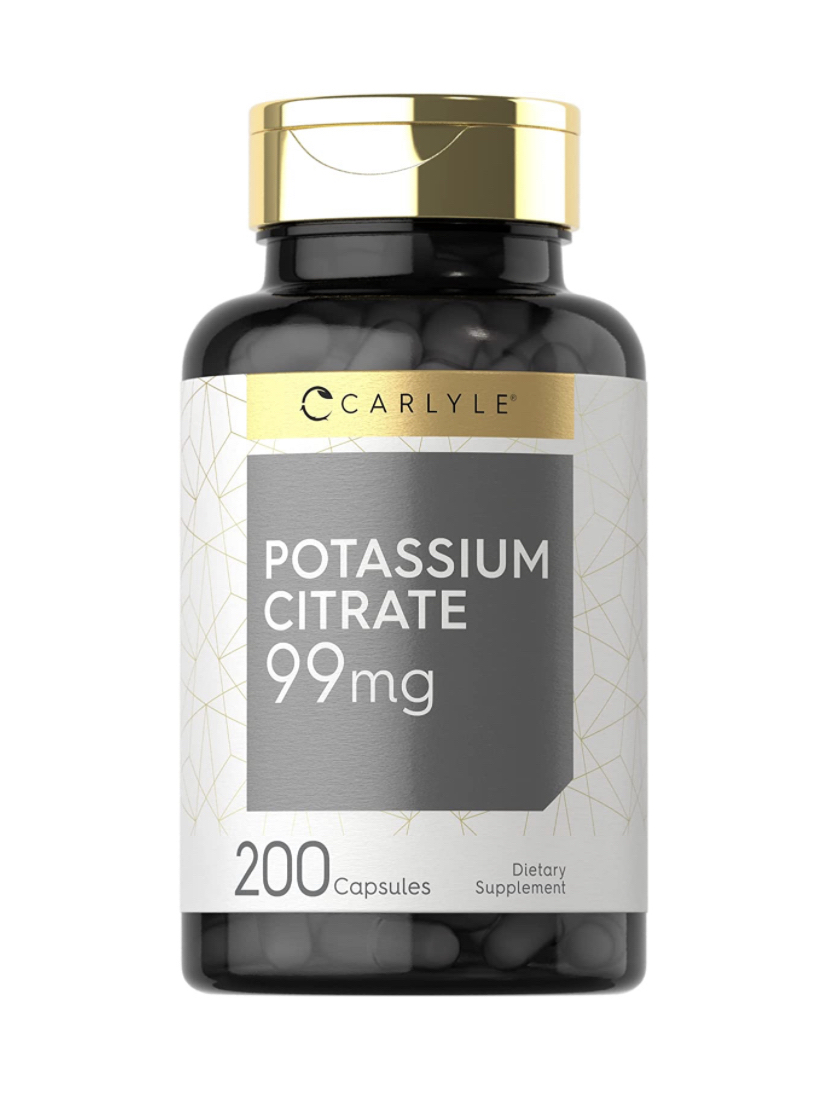 CARLYLE®
POTASSIUM
CITRATE
99mg
200 Capsules
Dietary
Supplement